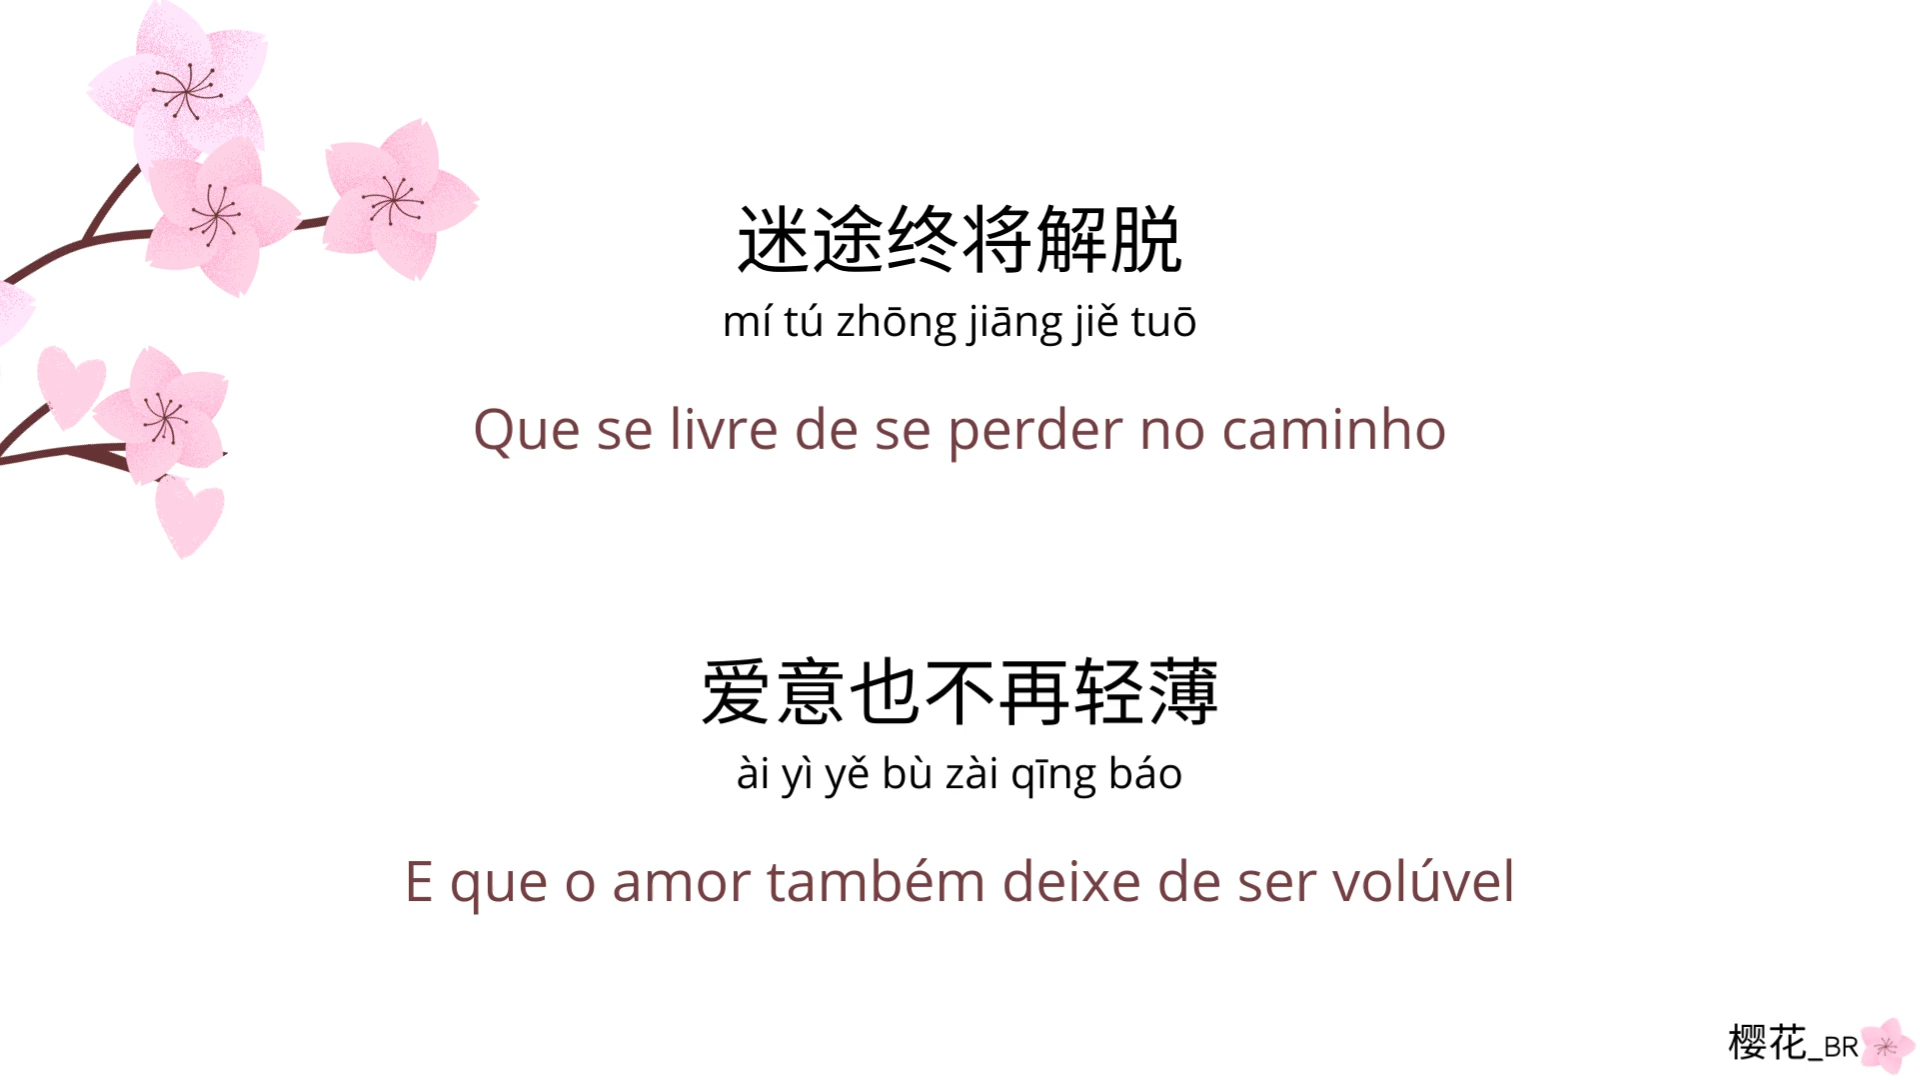 迷途终将解脱
mí tú zhōng jiāng jiě tuō
Que se livre de se perder no caminho
爱意也不再轻薄
ài yì yě bù zài qīng báo
E que o amor também deixe de ser volúvel
樱花_BR